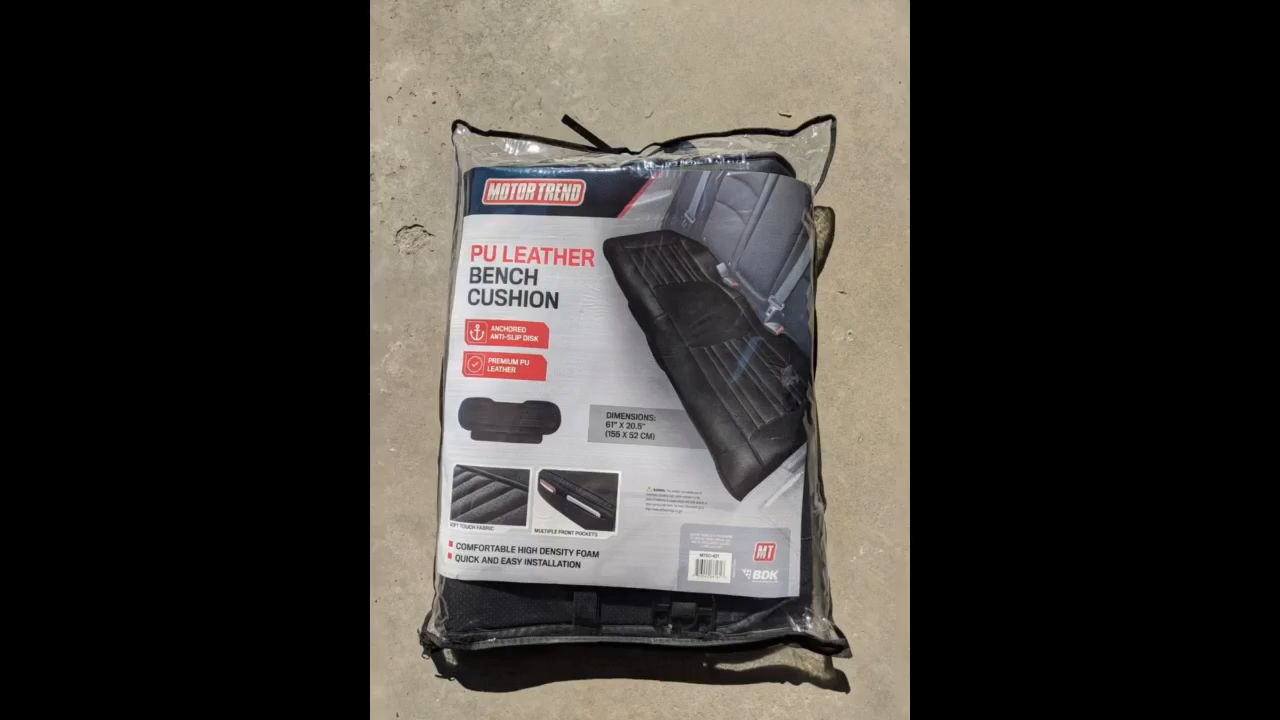 MOTOR TREND
PU LEATHER
BENCH
CUSHION
ANCHORED
ANTI-SLIP DISK
PREMIUM PU
LEATHER
DIMENSIONS:
61" X 20.5"
(155 X 52 CM)
TOUCH FABRIC
MULTIPLE FRONT POCKETS
COMFORTABLE HIGH DENSITY FOAM
QUICK AND EASY INSTALLATION
WARNING:
MT
BDK